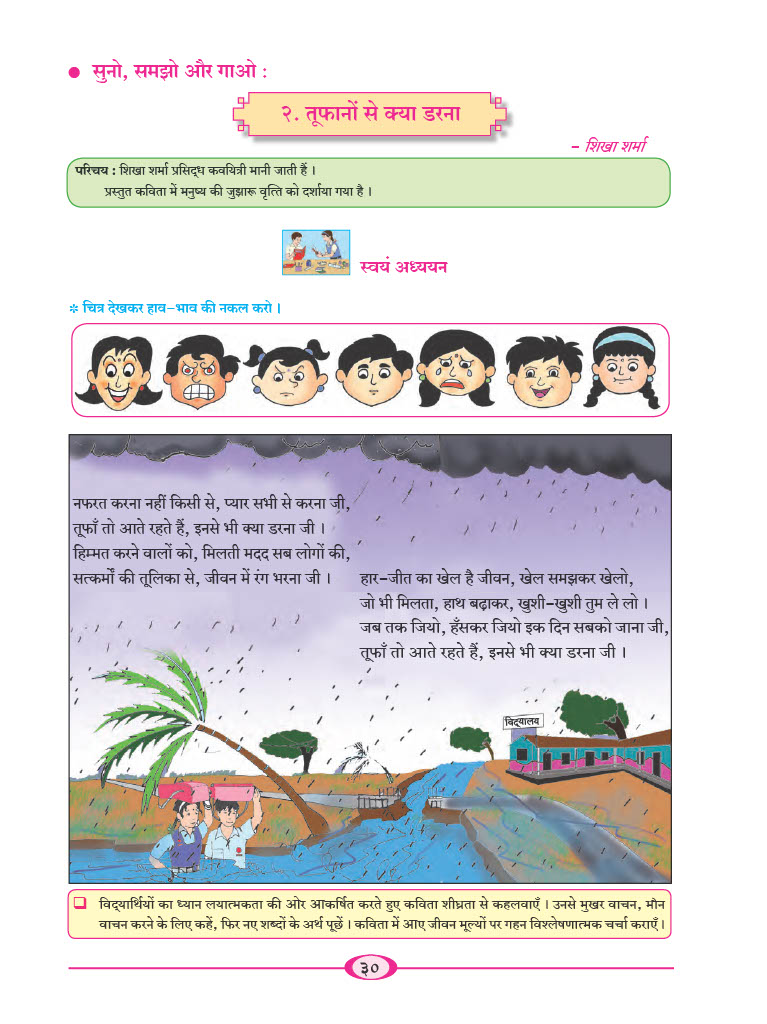 ● सुनो, समझो और गाओ :
२. तूफानों से क्या डरना
- शिखा शर्मा
परिचय : शिखा शर्मा प्रसिद्ध कवयित्री मानी जाती हैं ।
प्रस्तुत कविता में मनुष्य की जुझारू वृत्ति को दर्शाया गया है ।
स्वयं अध्ययन
* चित्र देखकर हाव-भाव की नकल करो ।
नफरत करना नहीं किसी से, प्यार सभी से करना जी,
तूफाँ तो आते रहते हैं, इनसे भी क्या डरना जी ।
हिम्मत करने वालों को, मिलती मदद सब लोगों की,
सत्कर्मों की तूलिका से, जीवन में रंग भरना जी ।
हार-जीत का खेल है जीवन, खेल समझकर खेलो,
जो भी मिलता, हाथ बढ़ाकर, खुशी-खुशी तुम ले लो ।
जब तक जियो, हँसकर जियो इक दिन सबको जाना जी,
तूफाँ तो आते रहते हैं, इनसे भी क्या डरना जी ।
विद्यालय
❑ विद्यार्थियों का ध्यान लयात्मकता की ओर आकर्षित करते हुए कविता शीघ्रता से कहलवाएँ । उनसे मुखर वाचन, मौन
वाचन करने के लिए कहें, फिर नए शब्दों के अर्थ पूछें । कविता में आए जीवन मूल्यों पर गहन विश्लेषणात्मक चर्चा कराएँ ।
३०